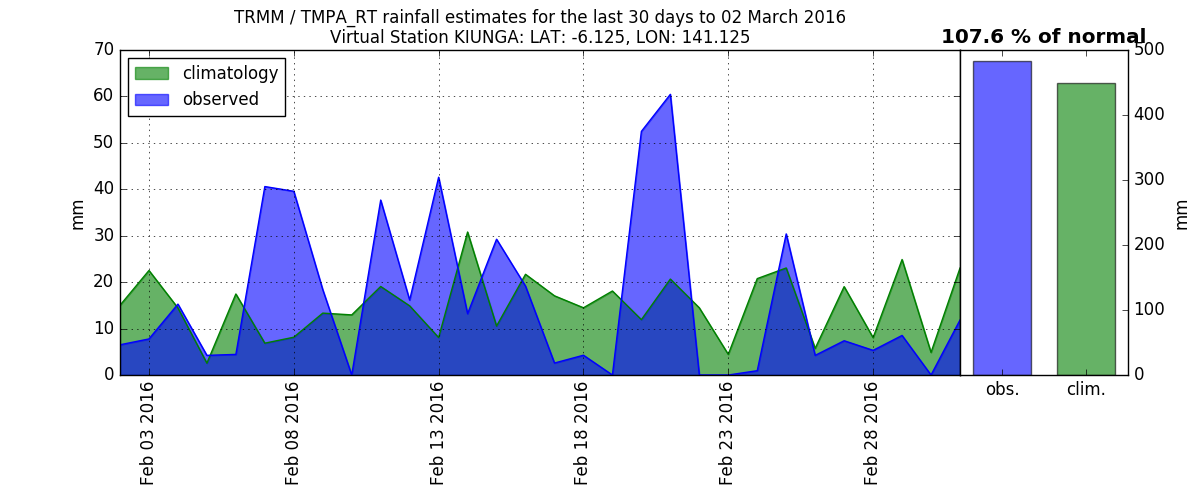 TRMM / TMPA_RT rainfall estimates for the last 30 days to 02 March 2016
Virtual Station KIUNGA: LAT: -6.125, LON: 141.125
107.6 % of normal
climatology
observed
70
60
50
40
30
20
10
0
mm
Feb 03 2016
Feb 08 2016
Feb 13 2016
Feb 18 2016
Feb 23 2016
Feb 28 2016
500
400
300
200
100
0
mm
obs.
clim.